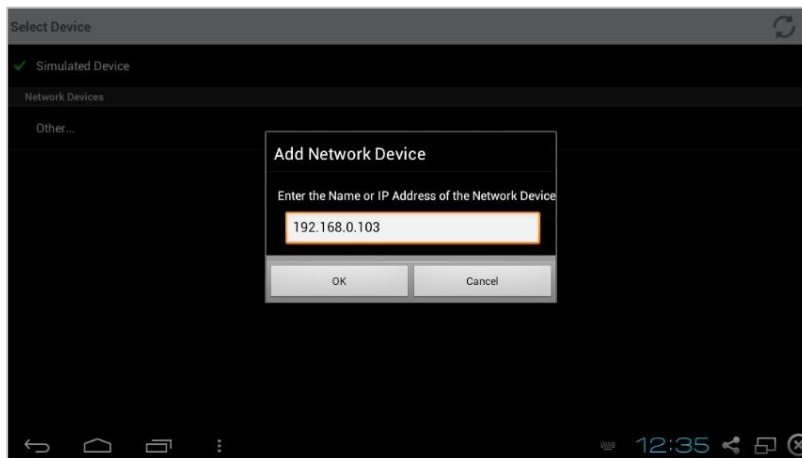 Select Device
Simulated Device
Network Devices
Other...
Add Network Device
Enter the Name or IP Address of the Network Device
192.168.0.103
OK
Cancel
12:35